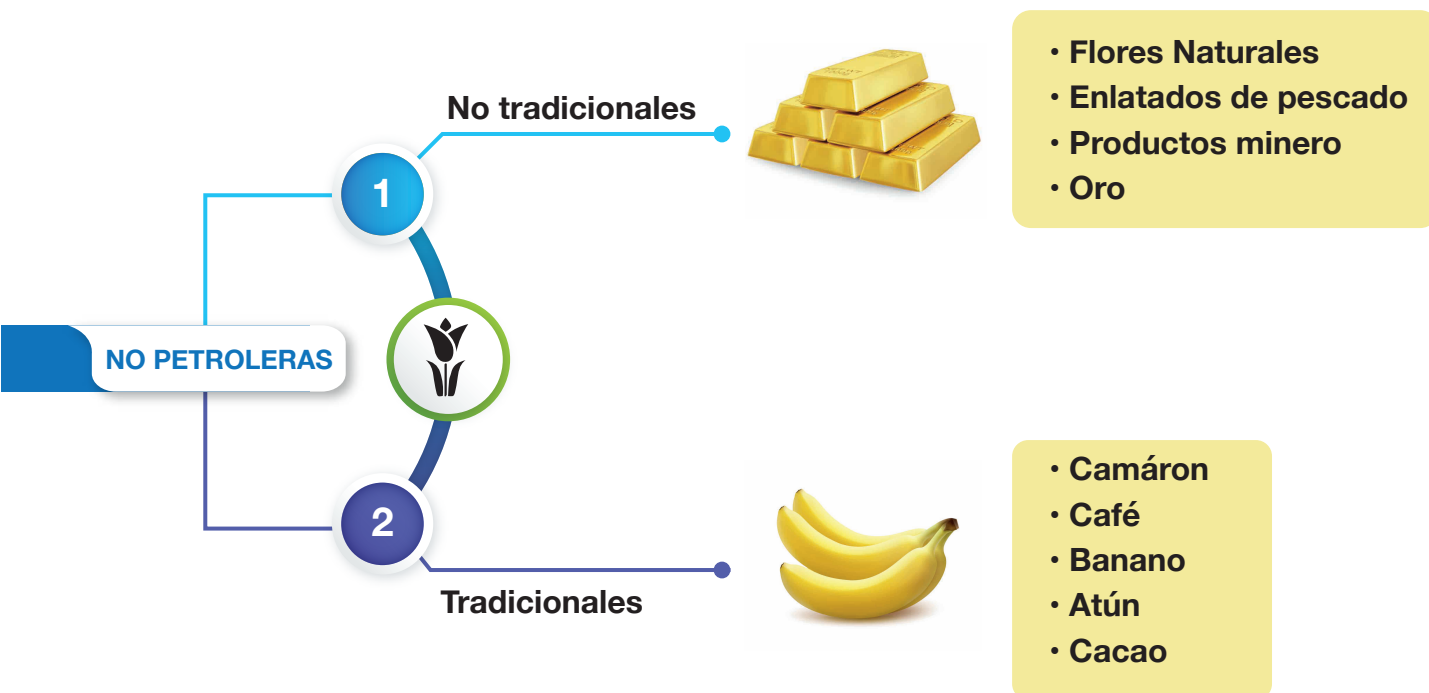 No tradicionales
• Flores Naturales
• Enlatados de pescado
• Productos minero
• Oro
1
NO PETROLERAS
2
Tradicionales
• Camáron
• Café
• Banano
• Atún
• Cacao